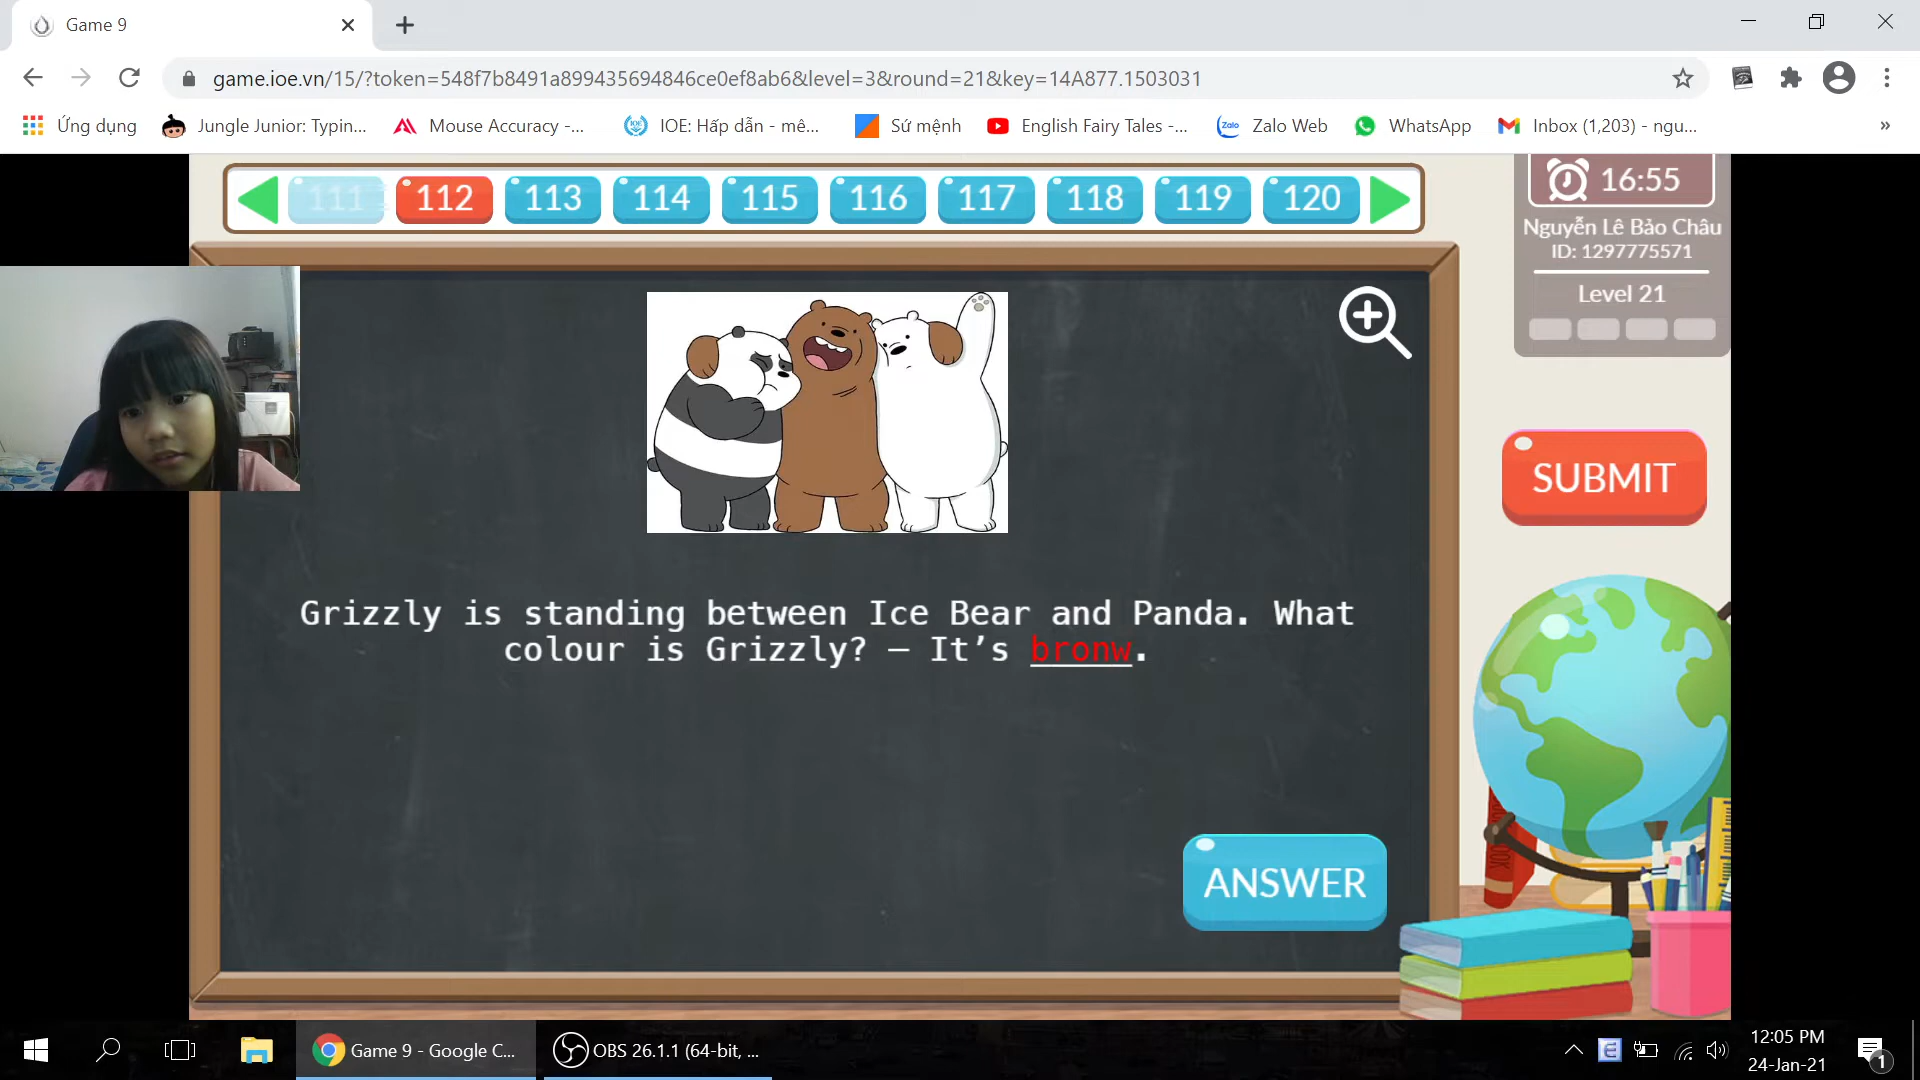 Game 9
game.ioe.vn/15/?token=548f7b8491a899435694846ce0ef8ab6&level=3&round=21&key=14A877.1503031
Ứng dụng Jungle Junior: Typin... Mouse Accuracy -... IOE: Hấp dẫn - mê... Sứ mệnh English Fairy Tales -... Zalo Zalo Web WhatsApp Inbox (1,203) - ngu... »
111 112 113 114 115 116 117 118 119 120
16:55
Nguyễn Lê Bảo Châu
ID: 1297775571
Level 21
SUBMIT
Grizzly is standing between Ice Bear and Panda. What
colour is Grizzly? – It’s bronw.
ANSWER
Game 9 - Google C...
OBS 26.1.1 (64-bit, ...
E
12:05 PM
24-Jan-21
1